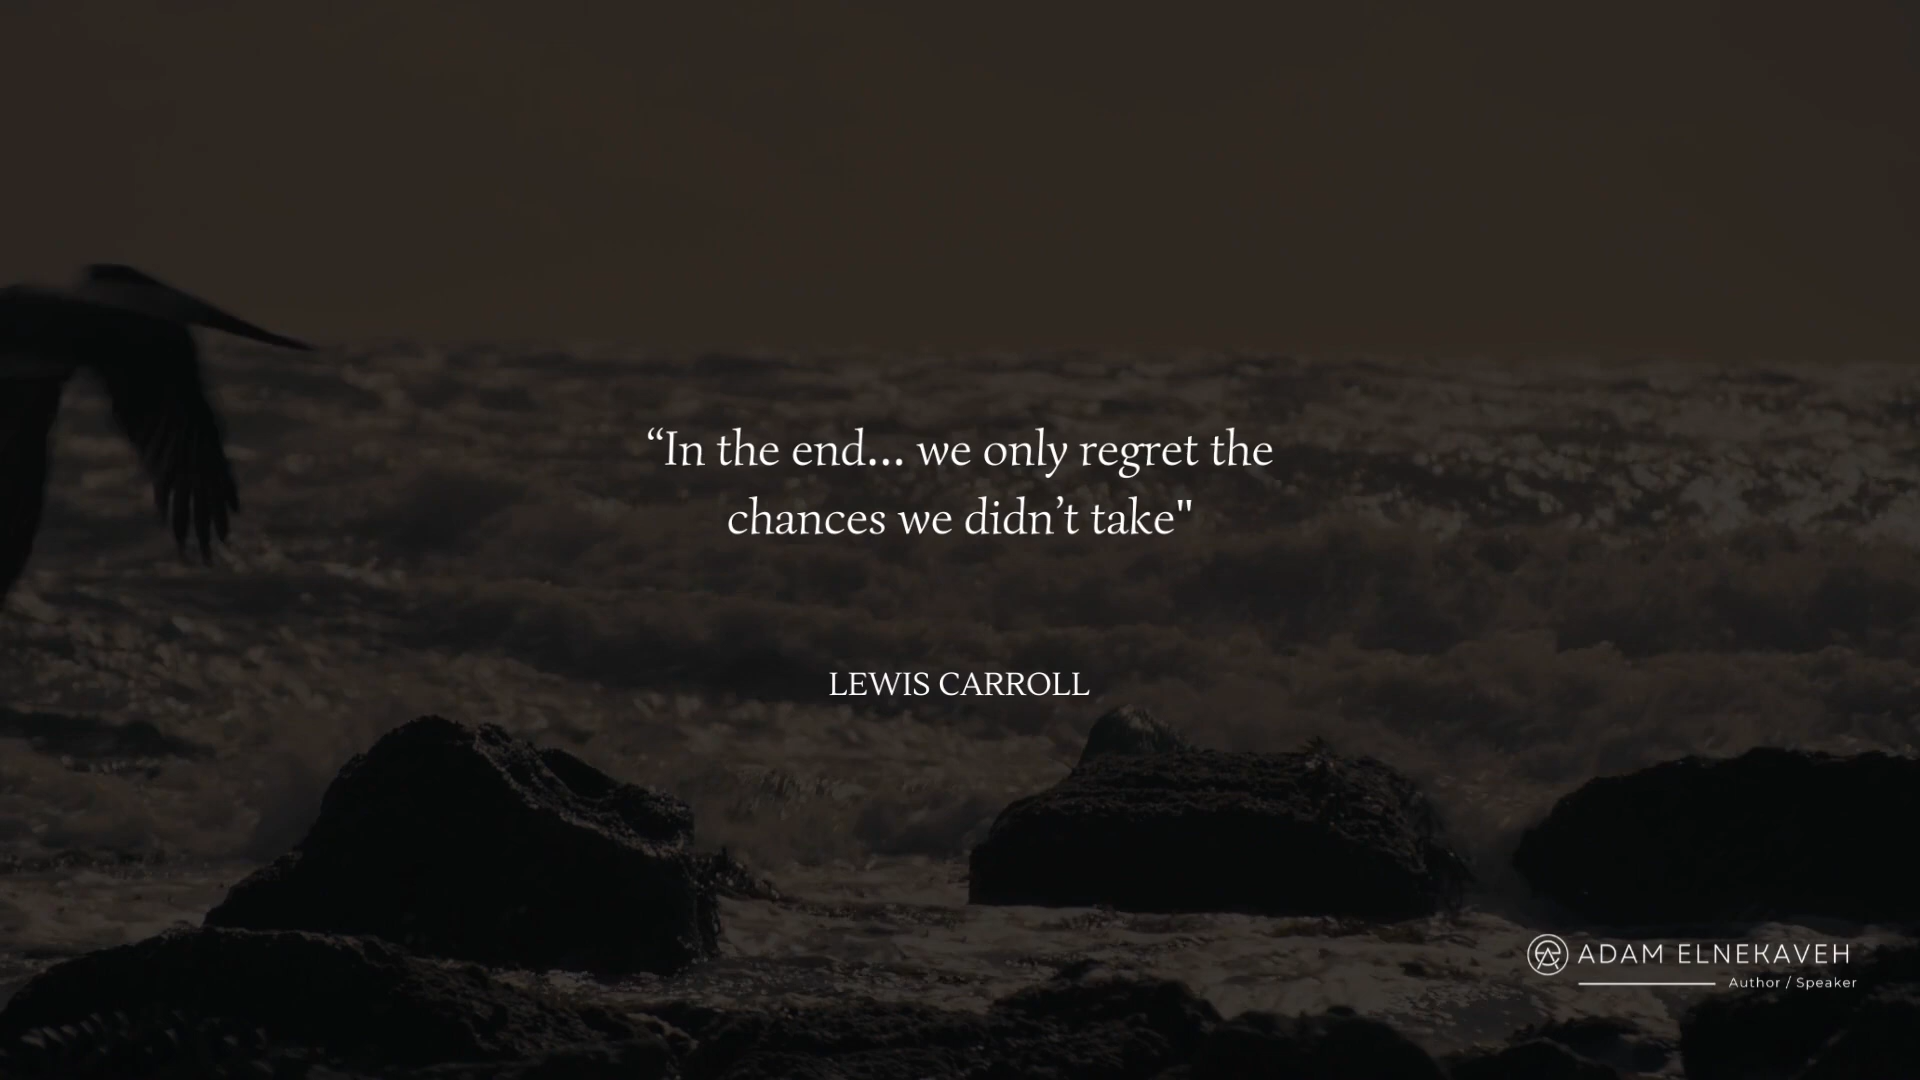 “In the end... we only regret the
chances we didn’t take"
LEWIS CARROLL
ADAM ELNEKAVEH
Author / Speaker